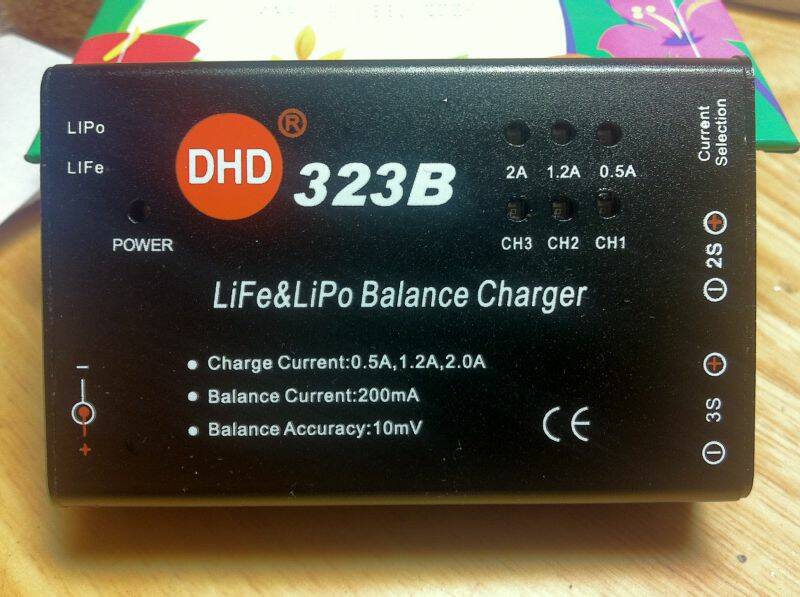 LIPo
LIFe
POWER
DHD®
323B
2A 1.2A 0.5A
CH3 CH2 CH1
Current
Selection
2S
3S
LiFe&LiPo Balance Charger
Charge Current:0.5A,1.2A,2.0A
Balance Current:200mA
Balance Accuracy:10mV
CE